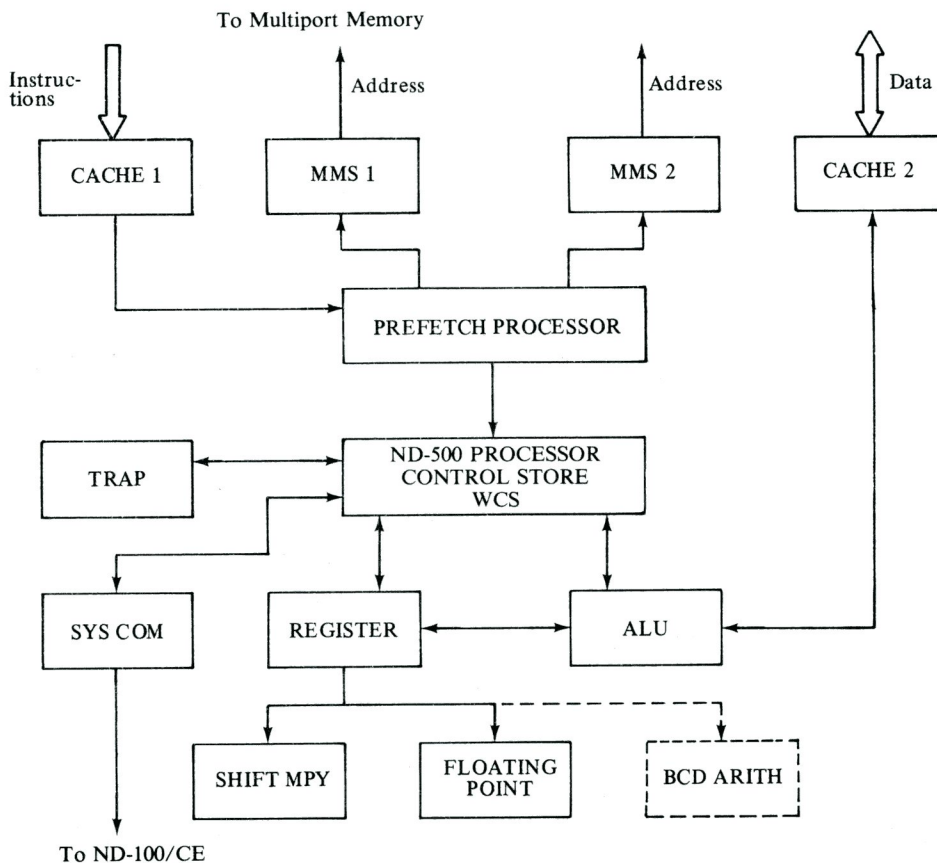 To Multiport Memory
Instruc-
tions
Address
Address
Data
CACHE 1
MMS 1
MMS 2
CACHE 2
PREFETCH PROCESSOR
ND-500 PROCESSOR
CONTROL STORE
WCS
TRAP
SYS COM
REGISTER
ALU
SHIFT MPY
FLOATING
POINT
BCD ARITH
To ND-100/CE